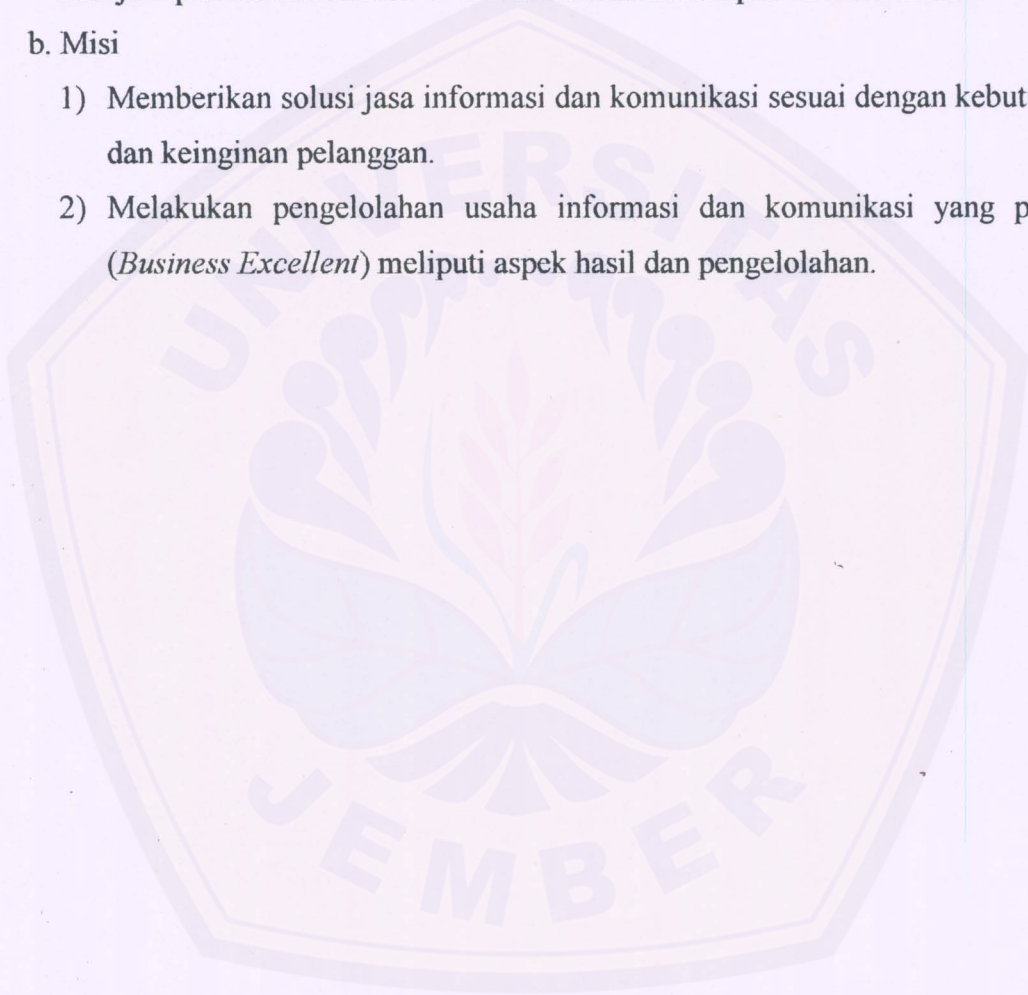 b. Misi
1) Memberikan solusi jasa informasi dan komunikasi sesuai dengan
dan keinginan pelanggan.
2) Melakukan pengelolahan usaha informasi dan komunikasi yang
(Business Excellent) meliputi aspek hasil dan pengelolahan.
UNIVERSITAS
JEMBER